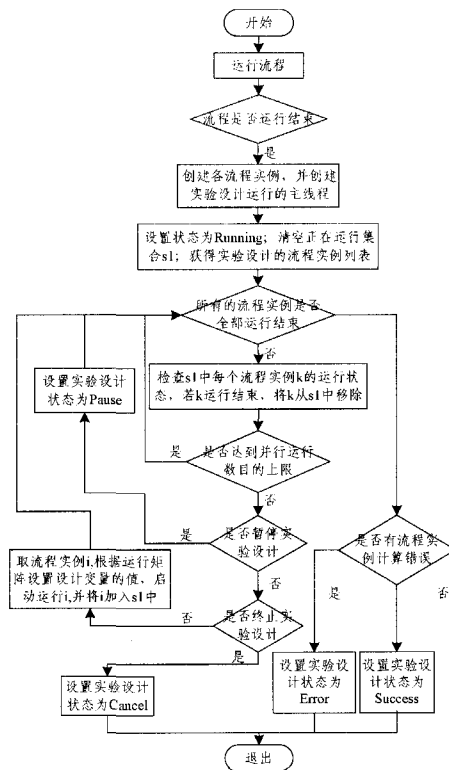 开始
运行流程
流程是否运行结束
是
创建各流程实例，并创建
实验设计运行的主线程
设置状态为Running；清空正在运行集
合s1；获得实验设计的流程实例列表
所有的流程实例是否
全部运行结束
否
设置实验设计
状态为Pause
检查s1中每个流程实例k的运行状
态，若k运行结束，将k从s1中移除
是
是否达到并行运行
数目的上限
否
是
是否暂停实
验设计
是否有流程实
例计算错误
取流程实例i,根据运行矩
阵设置设计变量的值，启
动运行i,并将i加入s1中
否
是
否
否
是否终止实
验设计
是
设置实验设计
状态为Cancel
设置实验设
计状态为
Error
设置实验设
计状态为
Success
退出